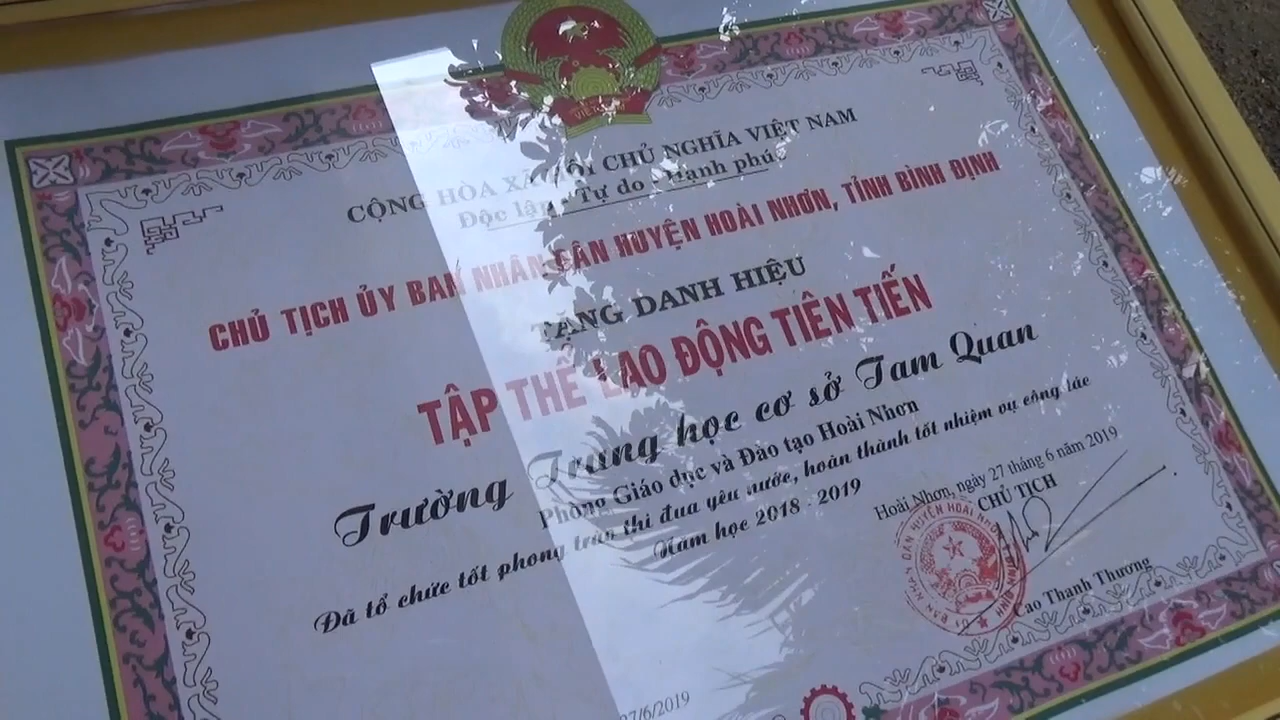 CỘNG HÒA XÃ HỘI CHỦ NGHĨA VIỆT NAM
Độc lập - Tự do - Hạnh phúc
CHỦ TỊCH ỦY BAN NHÂN DÂN HUYỆN HOÀI NHƠN, TỈNH BÌNH ĐỊNH
TẶNG DANH HIỆU
TẬP THỂ LAO ĐỘNG TIÊN TIẾN
Trường Trung học cơ sở Tam Quan
Phòng Giáo dục và Đào tạo Hoài Nhơn
Đã tổ chức tốt phong trào thi đua yêu nước, hoàn thành tốt nhiệm vụ công tác
Năm học 2018 - 2019
Hoài Nhơn, ngày 27 tháng 6 năm 2019
CHỦ TỊCH
Cao Thanh Thương
27/6/2019